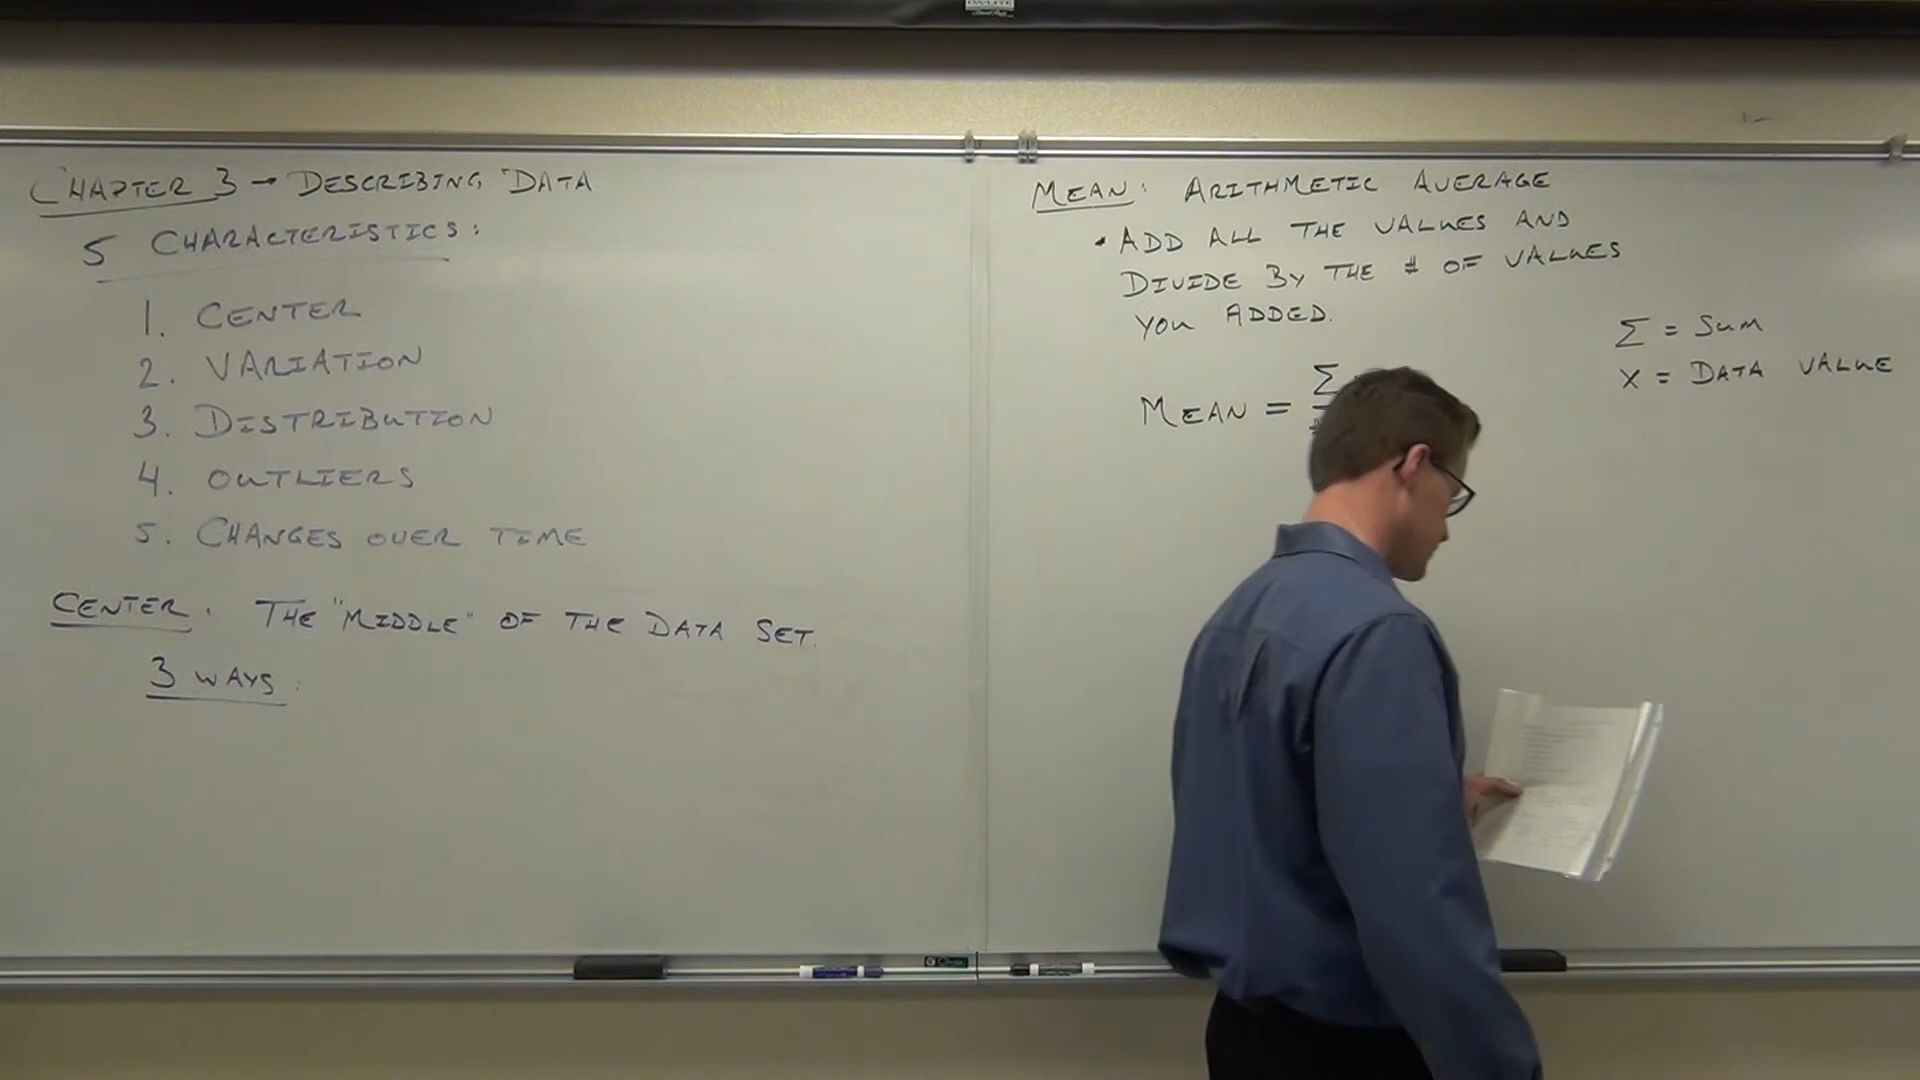 CHAPTER 3 → DESCRIBING DATA
5 CHARACTERISTICS:
1. CENTER
2. VARIATION
3. DISTRIBUTION
4. OUTLIERS
5. CHANGES OVER TIME
CENTER: THE "MIDDLE" OF THE DATA SET.
3 WAYS:
MEAN: ARITHMETIC AVERAGE
• ADD ALL THE VALUES AND
DIVIDE BY THE # OF VALUES
YOU ADDED.
MEAN = Σ
Σ = SUM
X = DATA VALUE